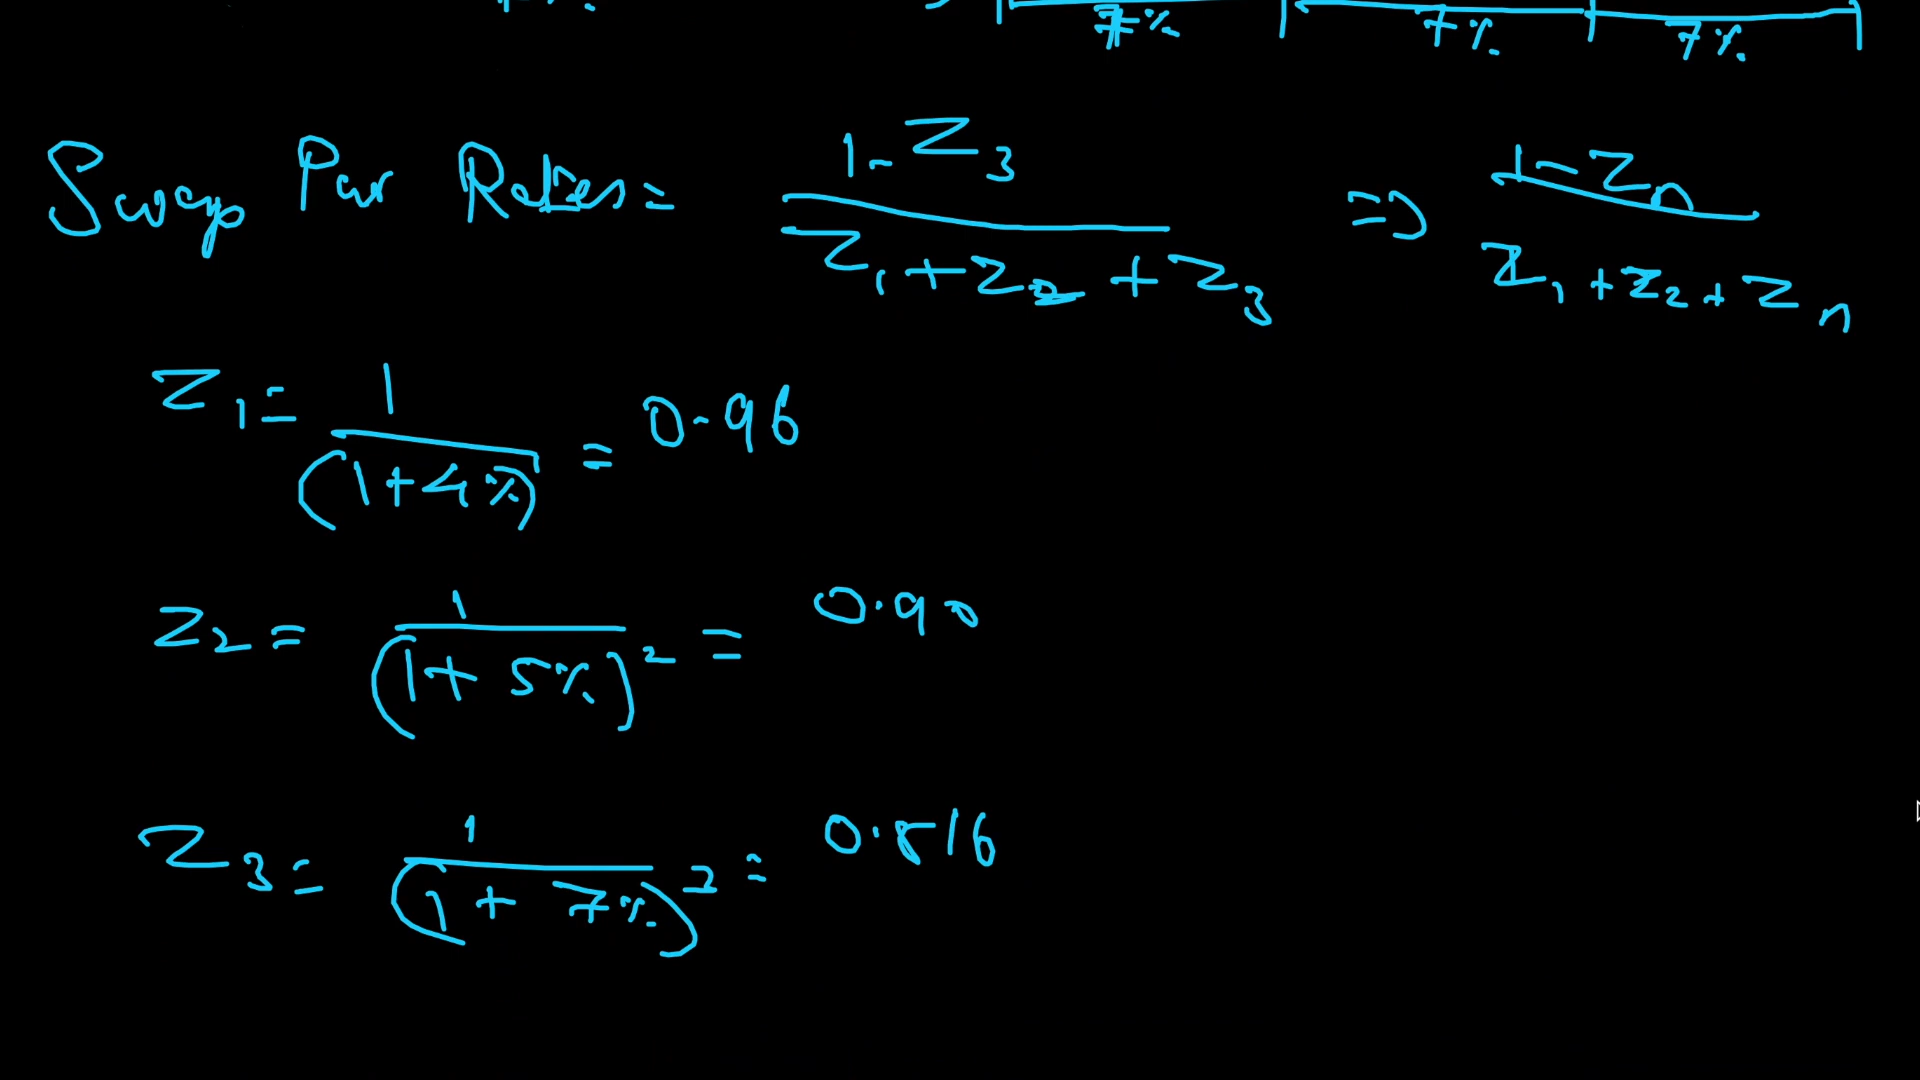 7% 7% 7%
Swap Par Rates = 1 - Z3 / Z1 + Z2 + Z3 => 1 - Zn / Z1 + Z2 + Zn
Z1 = 1 / (1 + 4%) = 0.96
Z2 = 1 / (1 + 5%)^2 = 0.90
Z3 = 1 / (1 + 7%)^3 = 0.816